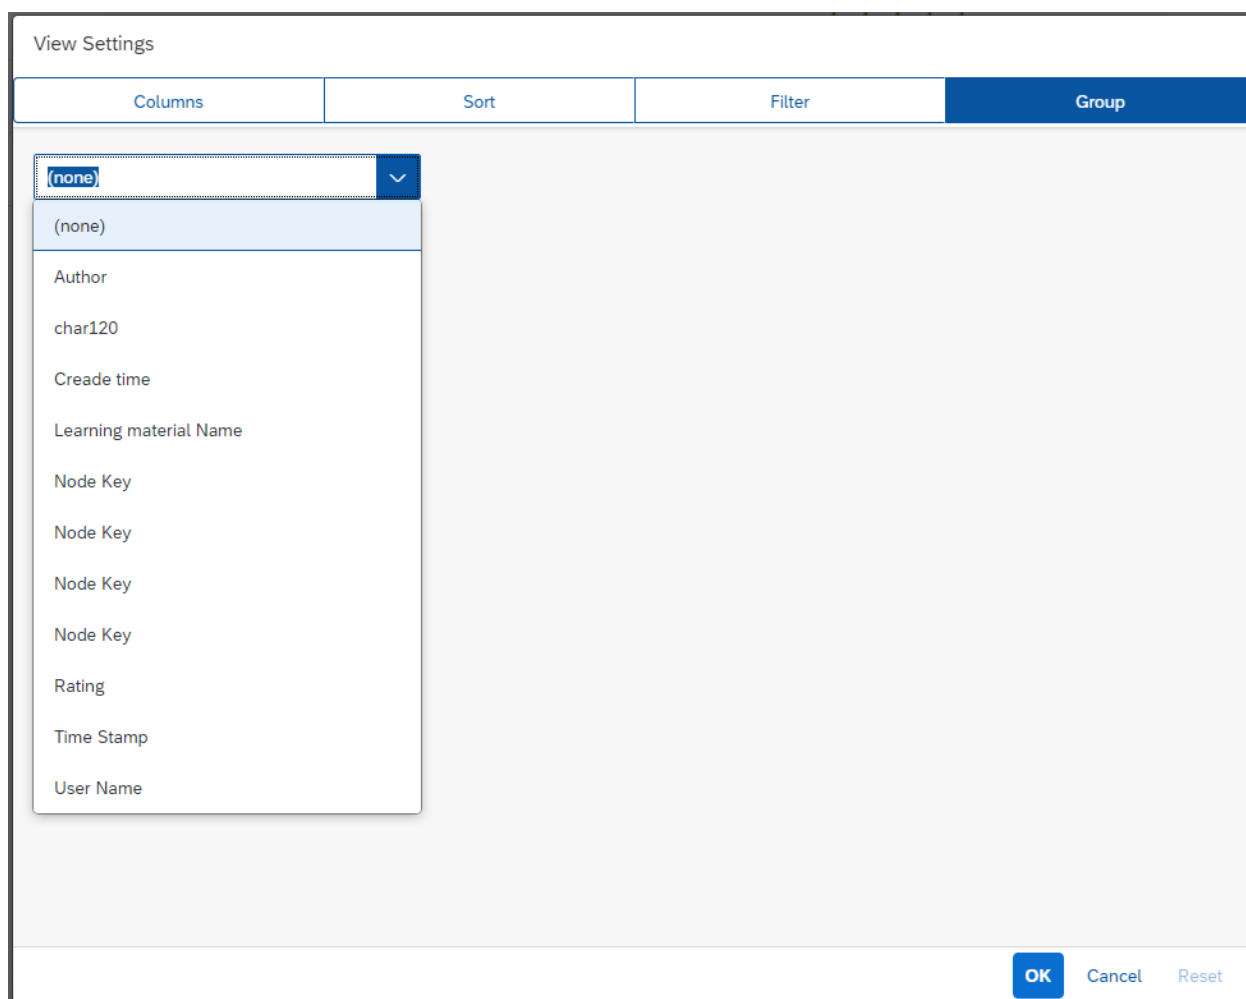 View Settings
Columns
Sort
Filter
Group
(none)
(none)
Author
char120
Creade time
Learning material Name
Node Key
Node Key
Node Key
Node Key
Rating
Time Stamp
User Name
OK
Cancel
Reset